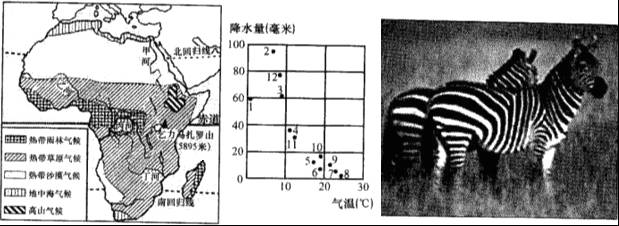 甲
河
北回归线
赤道
乞力马扎罗山
(5895米)
丁
河
南回归线
热带雨林气候
热带草原气候
热带沙漠气候
地中海气候
高山气候
降水量(毫米)
100
80
60
40
20
0
10
20
30
气温(℃)
1
2
12
3
4
11
10
5
9
6
7
8